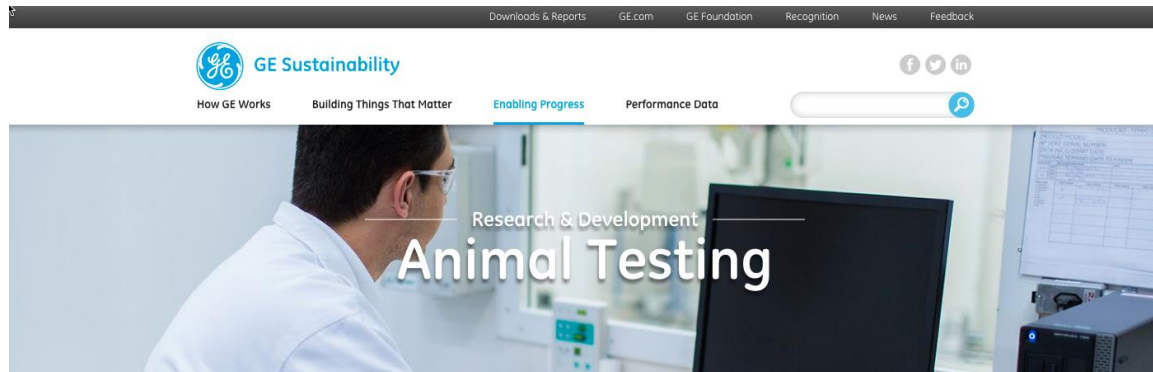 Downloads & Reports GE.com GE Foundation Recognition News Feedback
GE Sustainability
How GE Works Building Things That Matter Enabling Progress Performance Data
Research & Development
Animal Testing